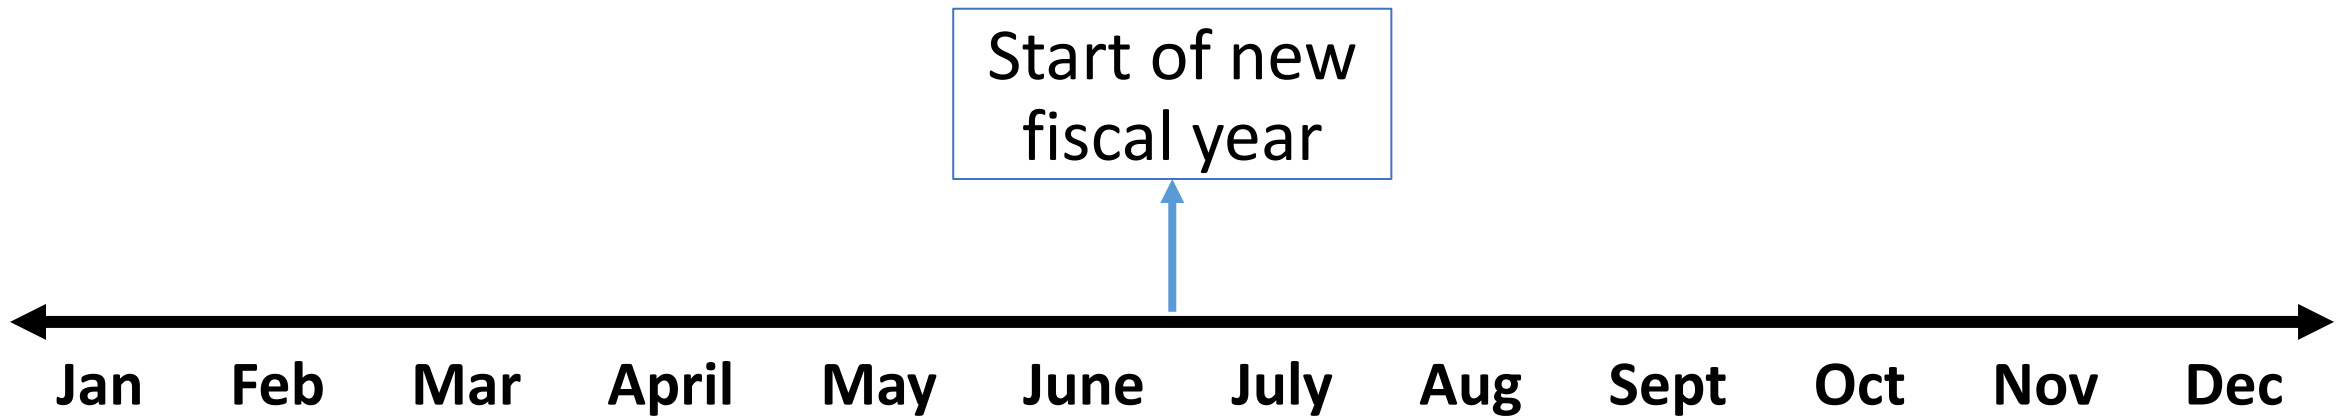 Start of new
fiscal year
Jan Feb Mar April May June July Aug Sept Oct Nov Dec